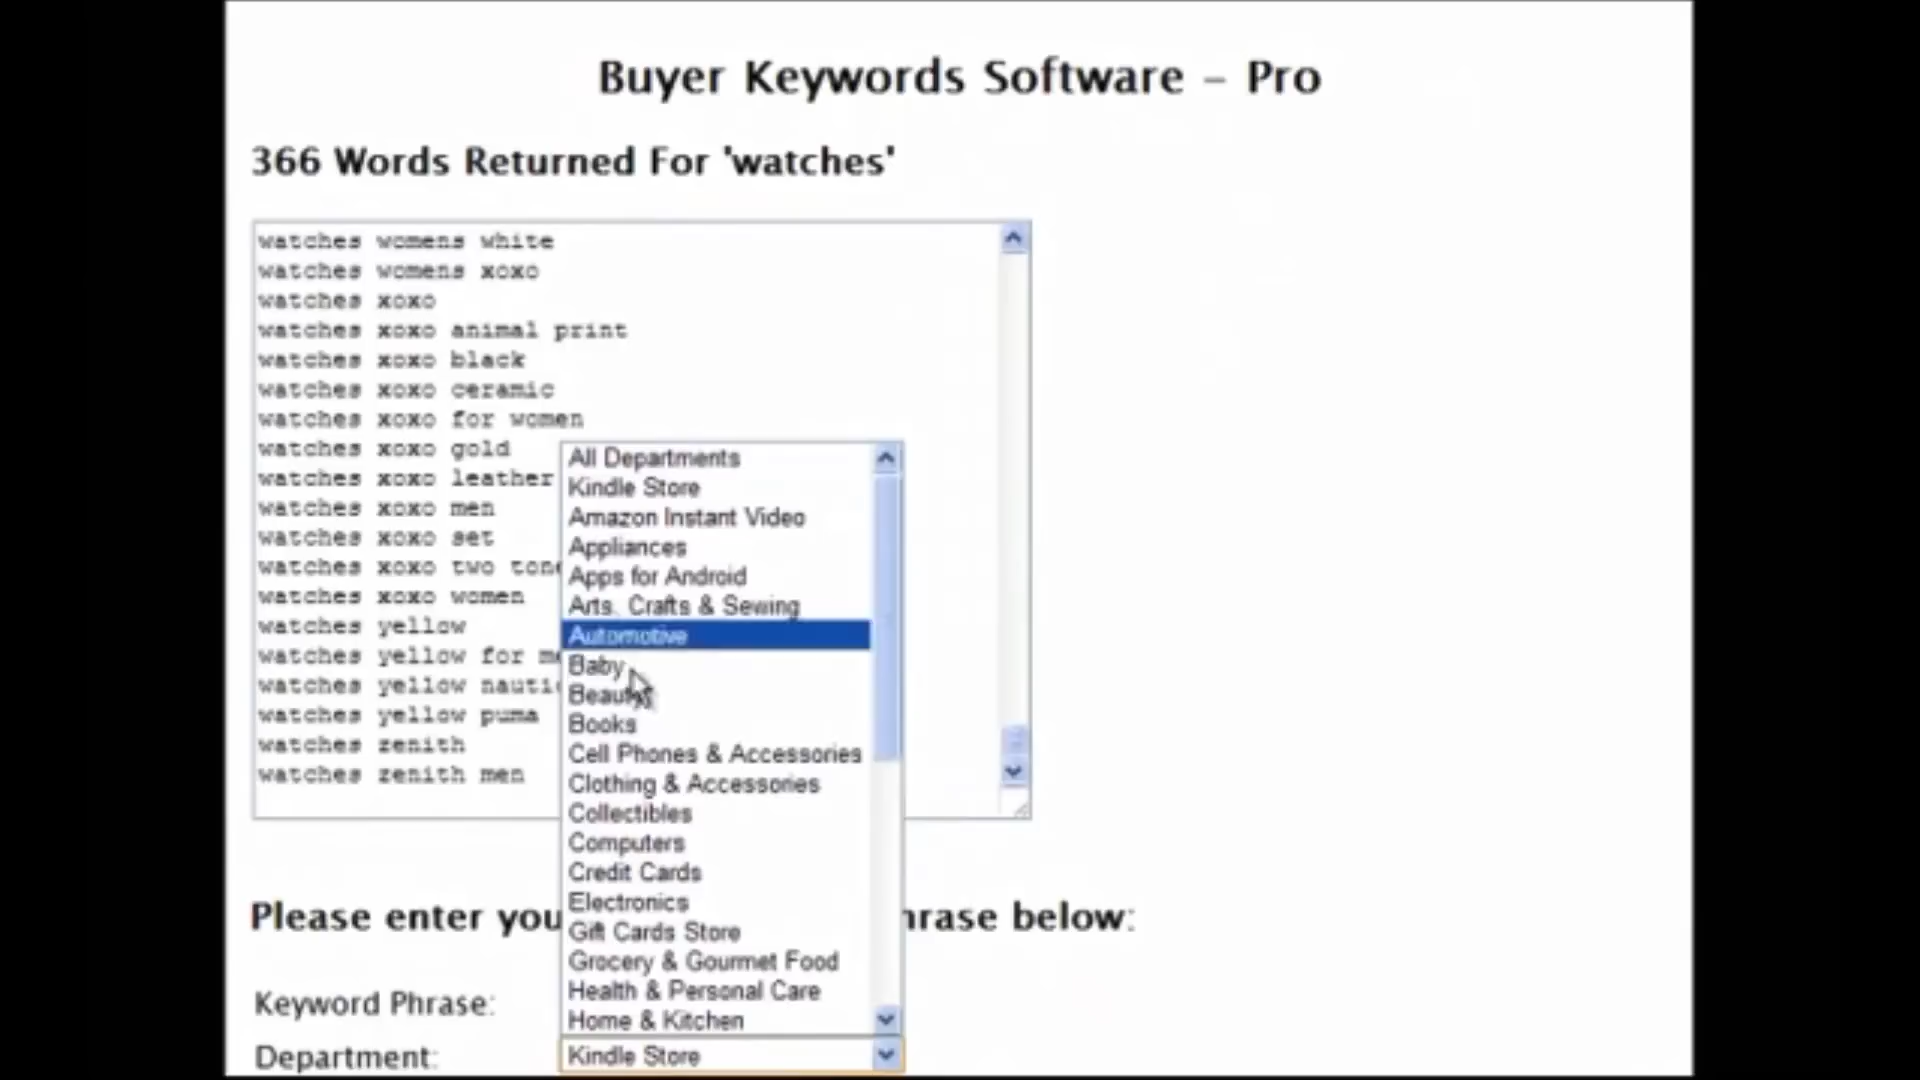 Buyer Keywords Software – Pro
366 Words Returned For 'watches'
watches womens white
watches womens xoxo
watches xoxo
watches xoxo animal print
watches xoxo black
watches xoxo ceramic
watches xoxo for women
watches xoxo gold
watches xoxo leather
watches xoxo men
watches xoxo set
watches xoxo two
watches xoxo women
watches yellow
watches yellow for
watches yellow
watches yellow puma
watches zenith
watches zenith men
All Departments
Kindle Store
Amazon Instant Video
Appliances
Apps for Android
Arts, Crafts & Sewing
Automotive
Baby
Beauty
Books
Cell Phones & Accessories
Clothing & Accessories
Collectibles
Computers
Credit Cards
Electronics
Gift Cards Store
Grocery & Gourmet Food
Health & Personal Care
Home & Kitchen
Please enter you hrase below:
Keyword Phrase:
Department: Kindle Store